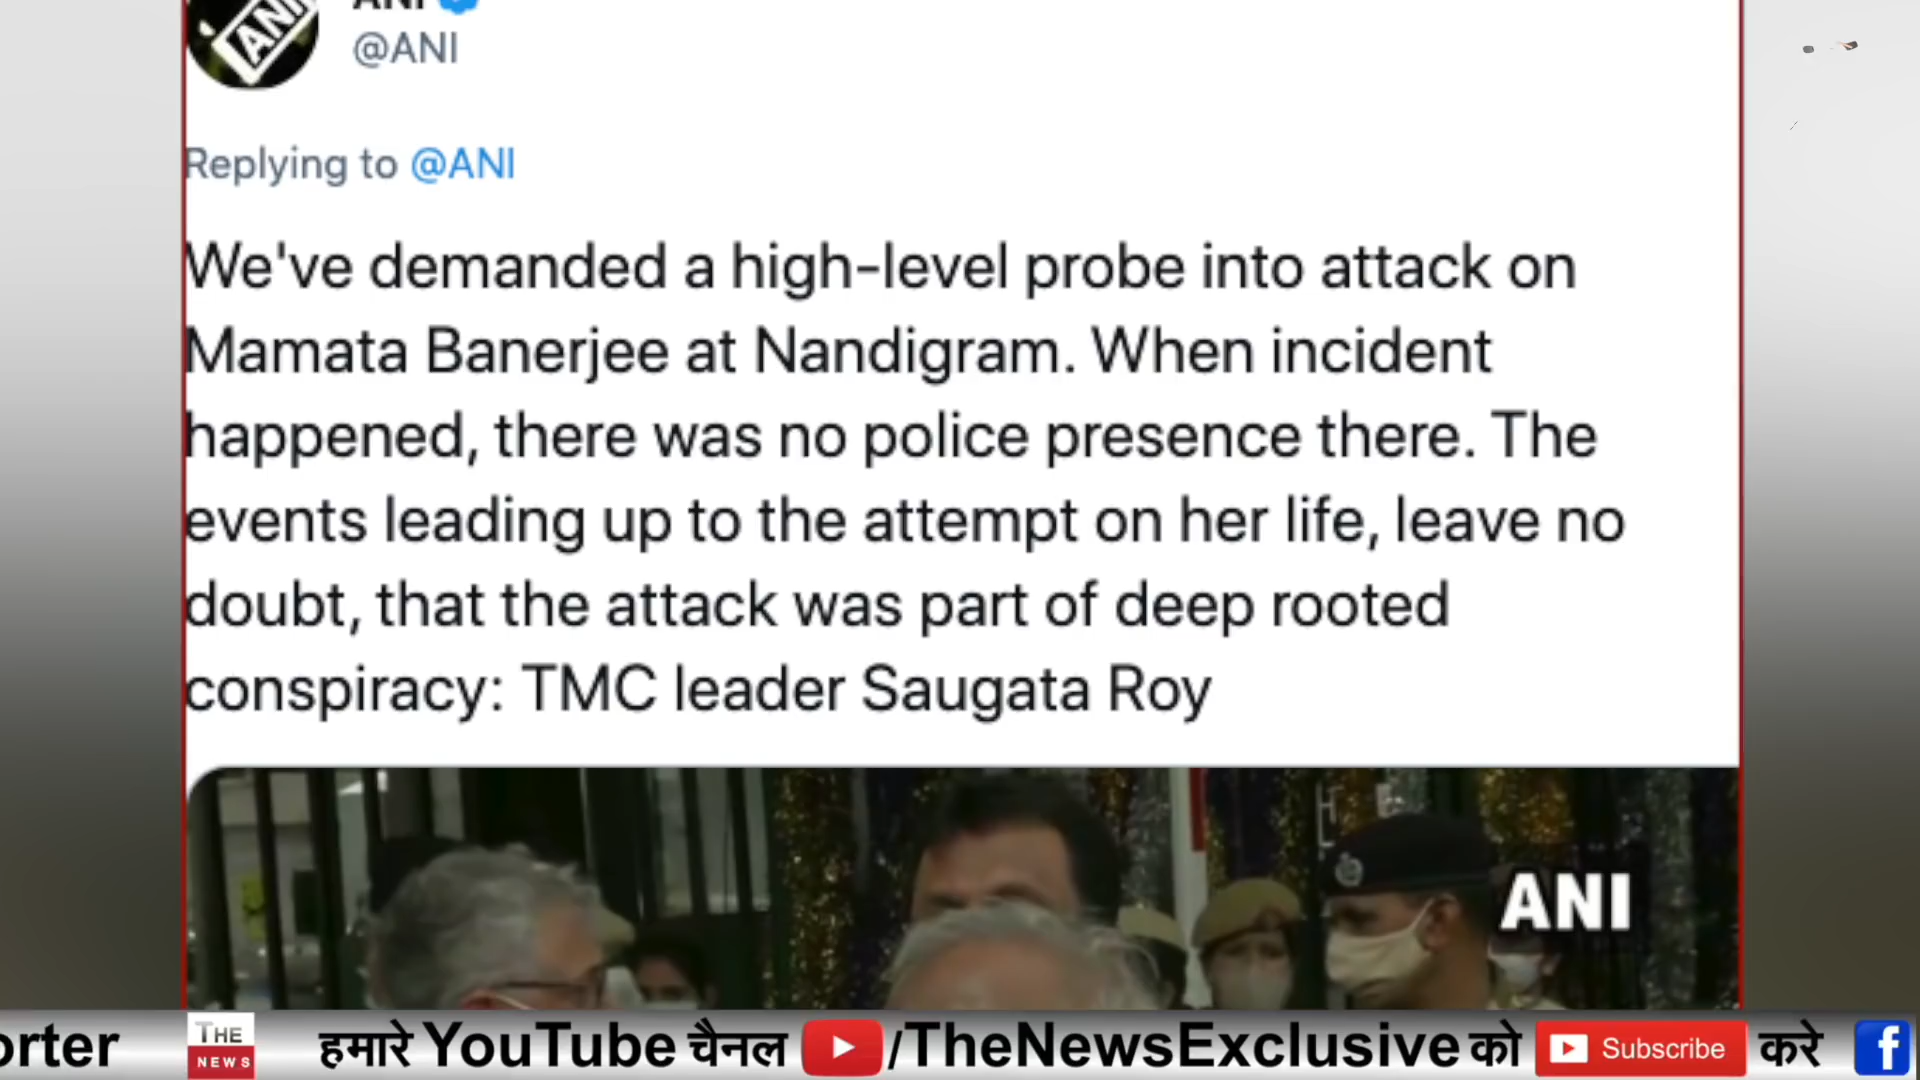 ANI
ANI
@ANI
Replying to @ANI
We've demanded a high-level probe into attack on
Mamata Banerjee at Nandigram. When incident
happened, there was no police presence there. The
events leading up to the attempt on her life, leave no
doubt, that the attack was part of deep rooted
conspiracy: TMC leader Saugata Roy
ANI
orter THE NEWS हमारे YouTube चैनल /TheNewsExclusive को Subscribe करे f